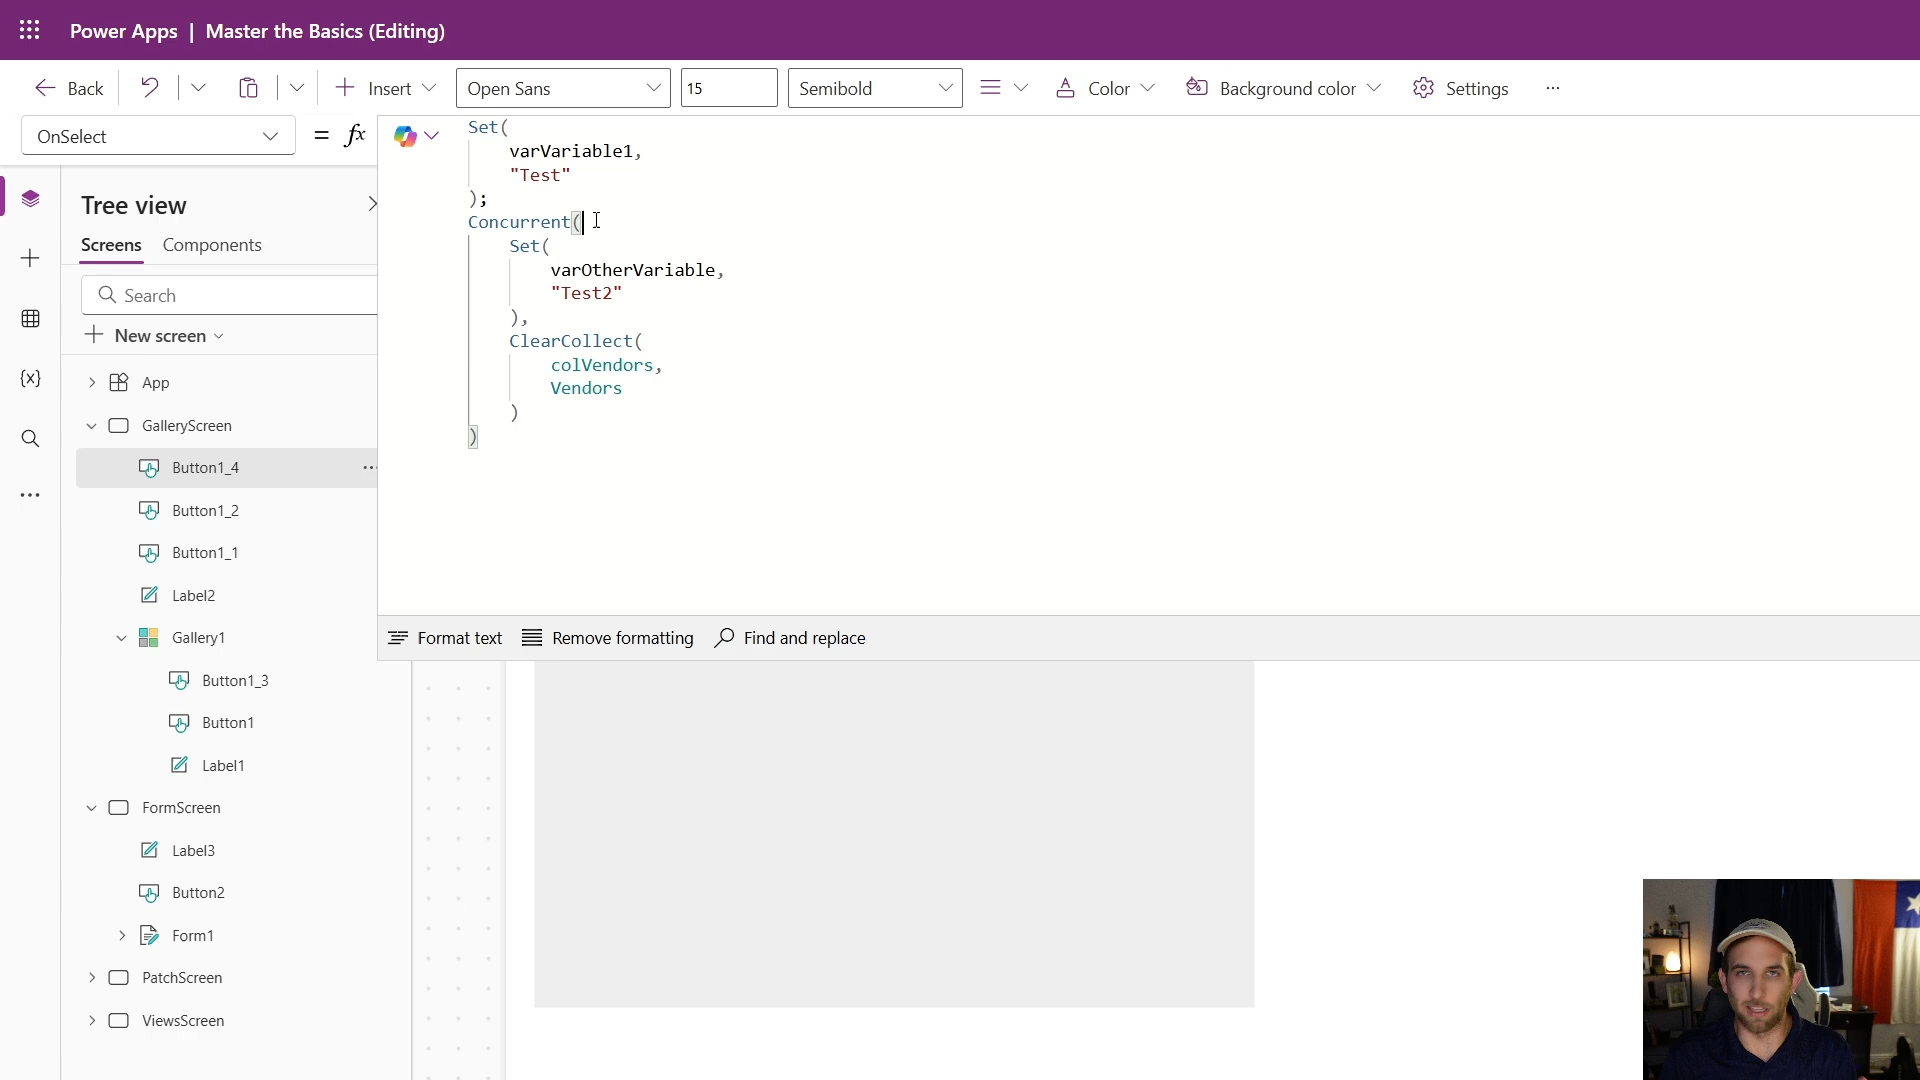 Power Apps | Master the Basics (Editing)
Back
Insert
Open Sans
15
Semibold
Color
Background color
Settings
OnSelect
= fx
Set(
varVariable1,
"Test"
);
Concurrent(
Set(
varOtherVariable,
"Test2"
),
ClearCollect(
colVendors,
Vendors
)
)
Tree view
Screens Components
Search
New screen
App
GalleryScreen
Button1_4
Button1_2
Button1_1
Label2
Gallery1
Button1_3
Button1
Label1
FormScreen
Label3
Button2
Form1
PatchScreen
ViewsScreen
Format text Remove formatting Find and replace